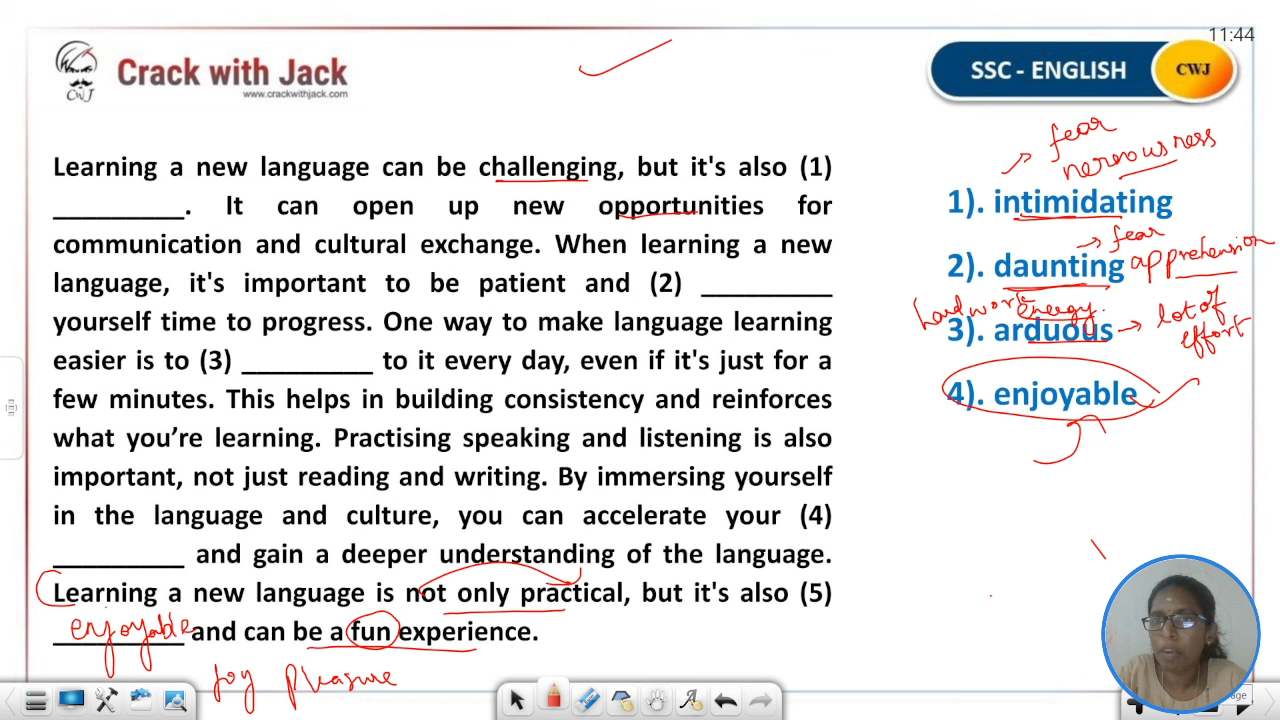 11:44
Crack with Jack
www.crackwithjack.com
CWJ
SSC - ENGLISH
CWJ
Learning a new language can be challenging, but it's also (1)
_________. It can open up new opportunities for
communication and cultural exchange. When learning a new
language, it's important to be patient and (2) _________
yourself time to progress. One way to make language learning
easier is to (3) _________ to it every day, even if it's just for a
few minutes. This helps in building consistency and reinforces
what you’re learning. Practising speaking and listening is also
important, not just reading and writing. By immersing yourself
in the language and culture, you can accelerate your (4)
_________ and gain a deeper understanding of the language.
Learning a new language is not only practical, but it's also (5)
enjoyable and can be a fun experience.
Joy pleasure
fear
nervousness
1). intimidating
fear
2). daunting apprehension
hardwork energy.
3). arduous lot of
effort
4). enjoyable